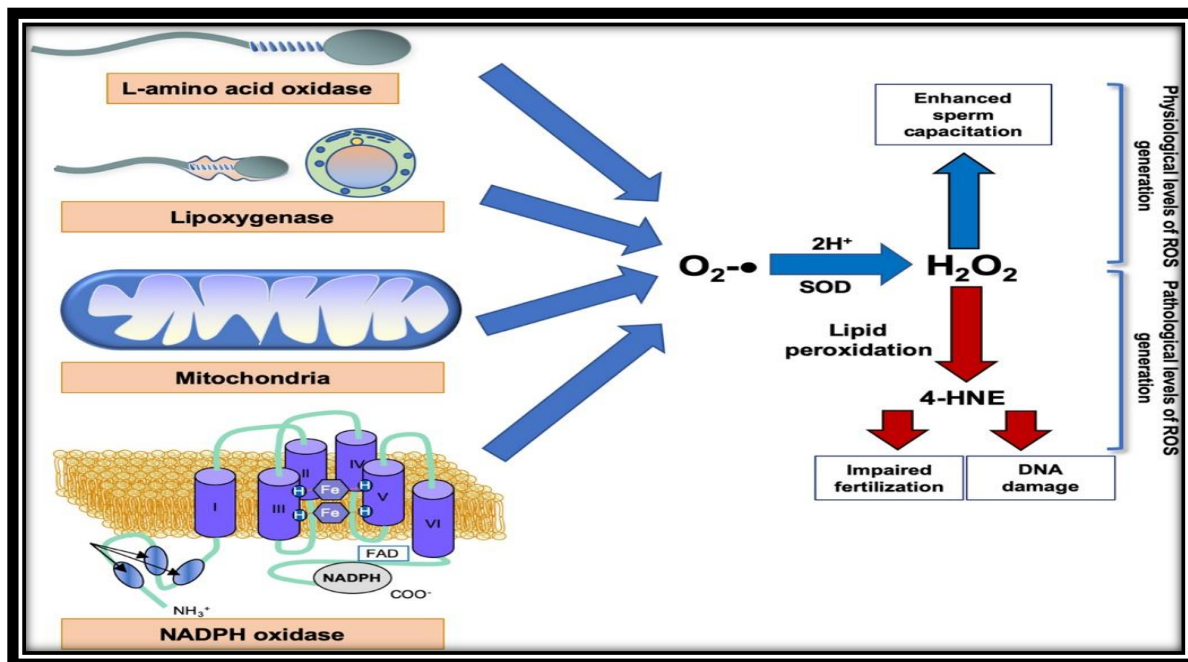 L-amino acid oxidase
Lipoxygenase
Mitochondria
I
II
III
IV
V
VI
H
Fe
H
H
Fe
H
FAD
NADPH
COO⁻
NH₃⁺
NADPH oxidase
O₂-•
2H⁺
SOD
H₂O₂
Enhanced
sperm
capacitation
Lipid
peroxidation
4-HNE
Impaired
fertilization
DNA
damage
Physiological levels of ROS
generation
Pathological levels of ROS
generation